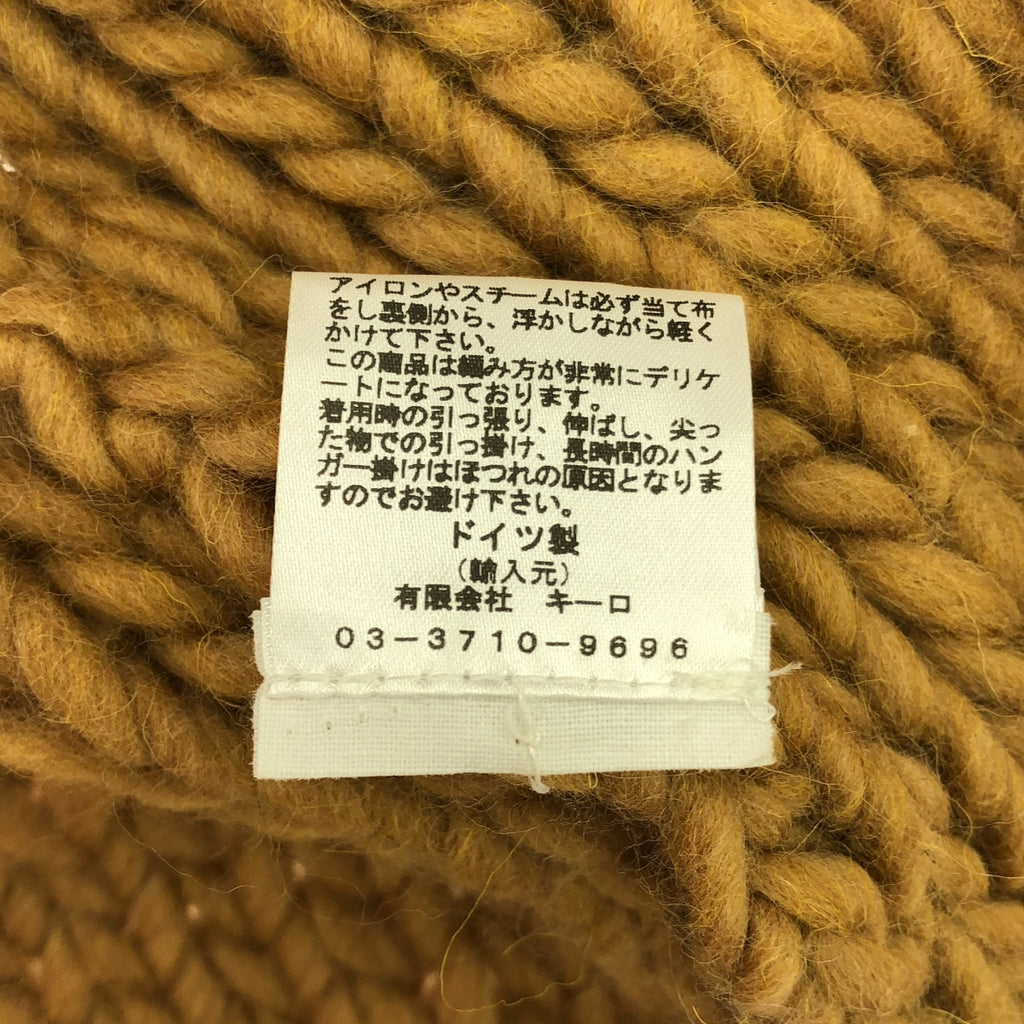 アイロンやスチームは必ず当て布
をし裏側から、浮かしながら軽く
かけて下さい。
この商品は編み方が非常にデリケ
ートになっております。
着用時の引っ張り、伸ばし、尖っ
た物での引っ掛け、長時間のハン
ガー掛けはほつれの原因となりま
すのでお避け下さい。
ドイツ製
(輸入元)
有限会社　キーロ
03-3710-9696